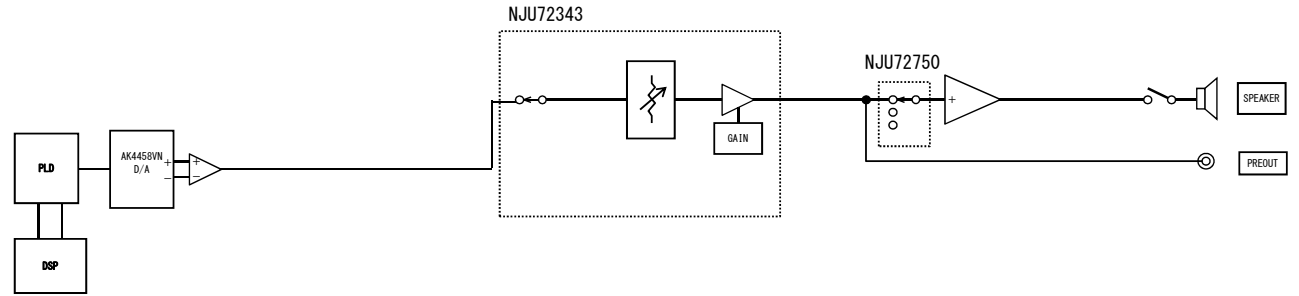 NJU72343
NJU72750
SPEAKER
GAIN
PLD
AK4458VN
D/A
+
−
+
−
+
PREOUT
DSP